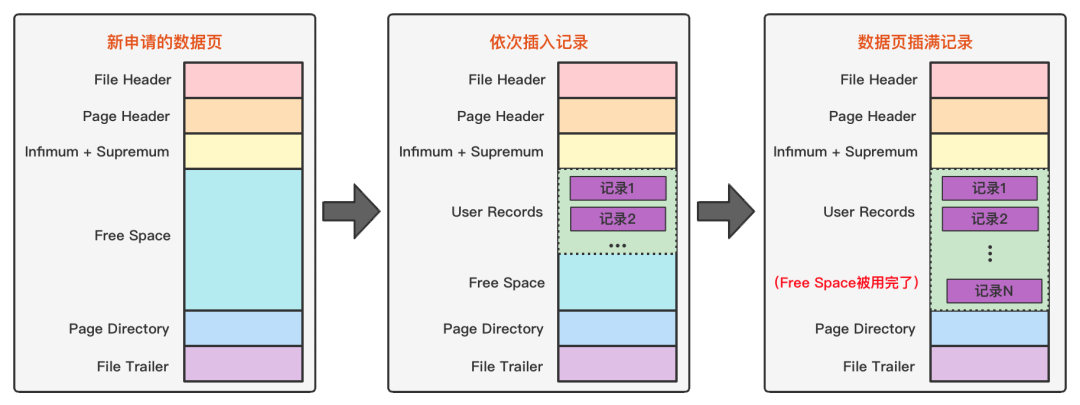 新申请的数据页
File Header
Page Header
Infimum + Supremum
Free Space
Page Directory
File Trailer
依次插入记录
File Header
Page Header
Infimum + Supremum
User Records
记录1
记录2
...
Free Space
Page Directory
File Trailer
数据页插满记录
File Header
Page Header
Infimum + Supremum
User Records
记录1
记录2
⋮
(Free Space被用完了)
记录N
Page Directory
File Trailer